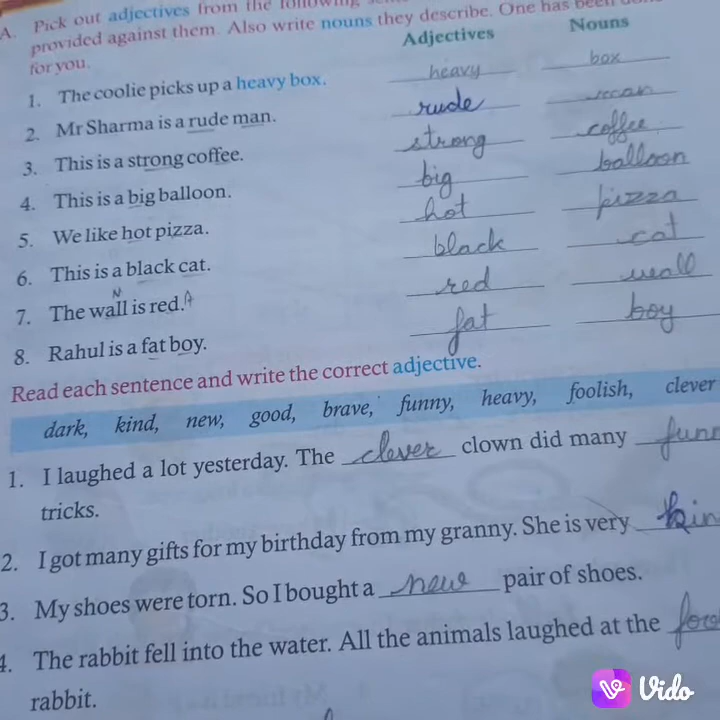 A. Pick out adjectives from the following
provided against them. Also write nouns they describe. One has been done
for you.
Adjectives Nouns
1. The coolie picks up a heavy box. heavy box
2. Mr Sharma is a rude man. rude man
3. This is a strong coffee. strong coffee
4. This is a big balloon. big balloon
5. We like hot pizza. hot pizza
6. This is a black cat. black cat
N A
7. The wall is red. red wall
8. Rahul is a fat boy. fat boy
Read each sentence and write the correct adjective.
dark, kind, new, good, brave, funny, heavy, foolish, clever
1. I laughed a lot yesterday. The clever clown did many funn
tricks.
2. I got many gifts for my birthday from my granny. She is very kin
3. My shoes were torn. So I bought a new pair of shoes.
4. The rabbit fell into the water. All the animals laughed at the foo
rabbit.
Vido